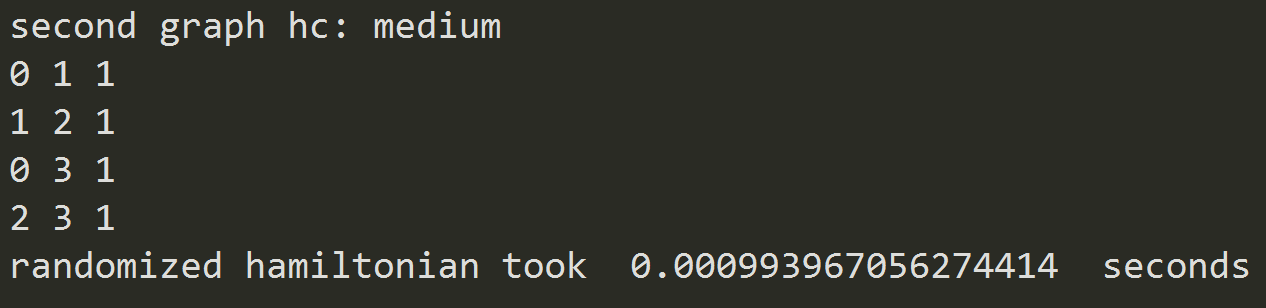 second graph hc: medium
0 1 1
1 2 1
0 3 1
2 3 1
randomized hamiltonian took  0.000993967056274414  seconds